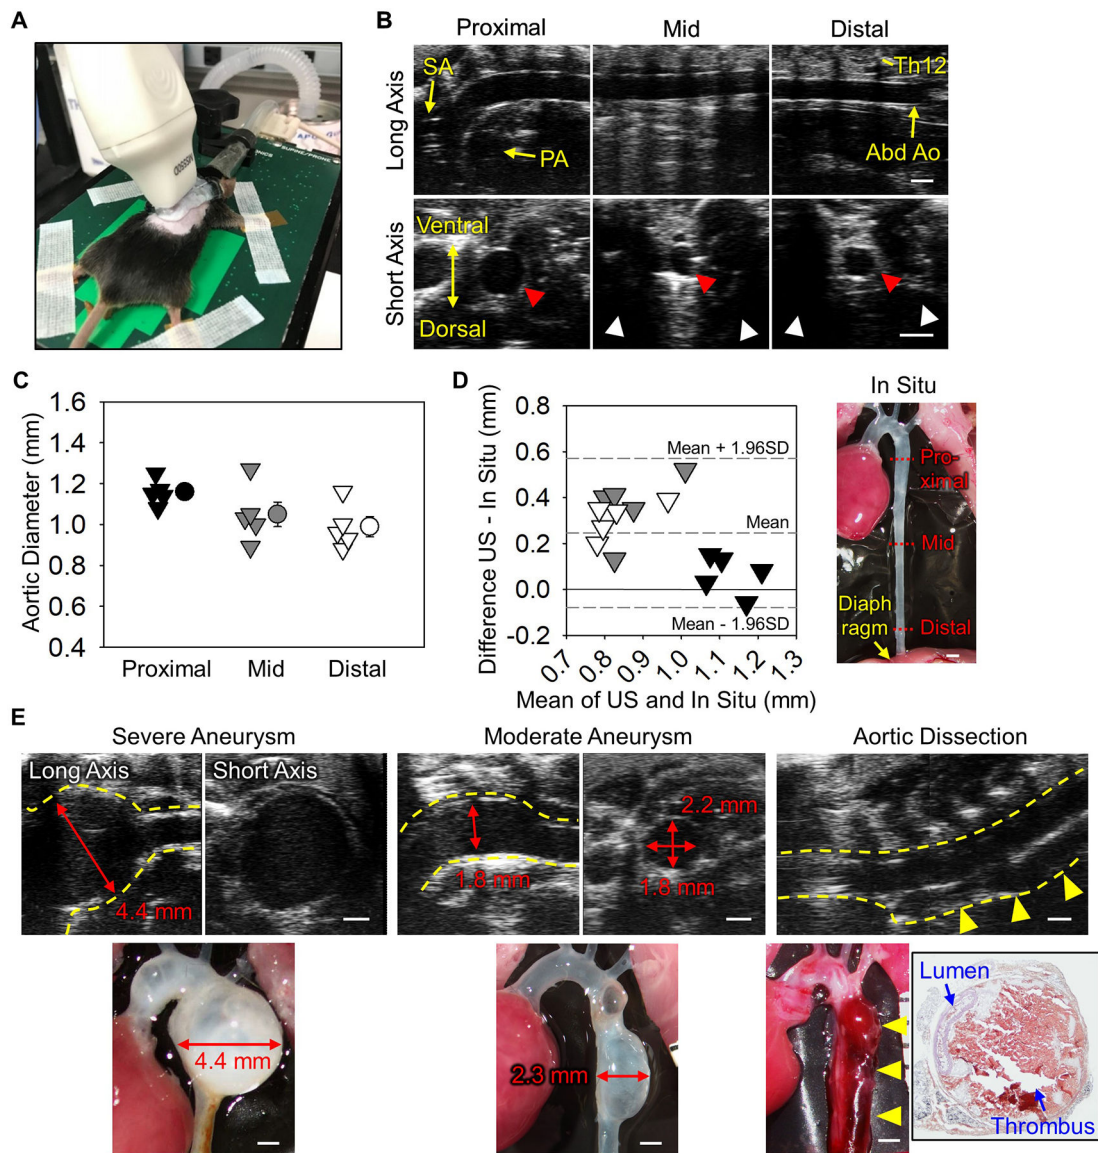 A
MS550D
SUPINE/PRONE
B
Proximal
Mid
Distal
Long Axis
SA
PA
Th12
Abd Ao
Short Axis
Ventral
Dorsal
C
Aortic Diameter (mm)
1.6
1.4
1.2
1.0
0.8
0.6
0.4
Proximal
Mid
Distal
D
Difference US - In Situ (mm)
0.8
0.6
0.4
0.2
0.0
-0.2
Mean + 1.96SD
Mean
Mean - 1.96SD
0.7
0.8
0.9
1.0
1.1
1.2
1.3
Mean of US and In Situ (mm)
In Situ
Pro-
ximal
Mid
Diaph
ragm
Distal
E
Severe Aneurysm
Moderate Aneurysm
Aortic Dissection
Long Axis
Short Axis
4.4 mm
1.8 mm
2.2 mm
1.8 mm
4.4 mm
2.3 mm
Lumen
Thrombus